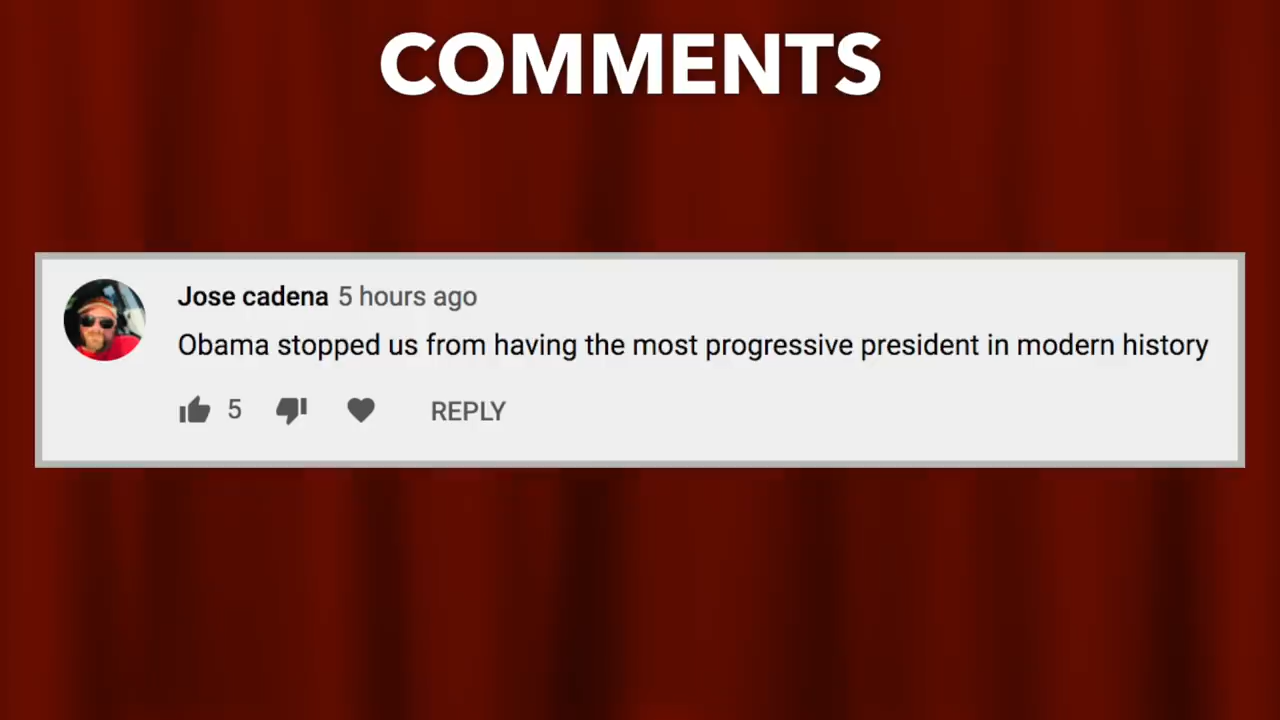 COMMENTS
Jose cadena 5 hours ago
Obama stopped us from having the most progressive president in modern history
5 REPLY